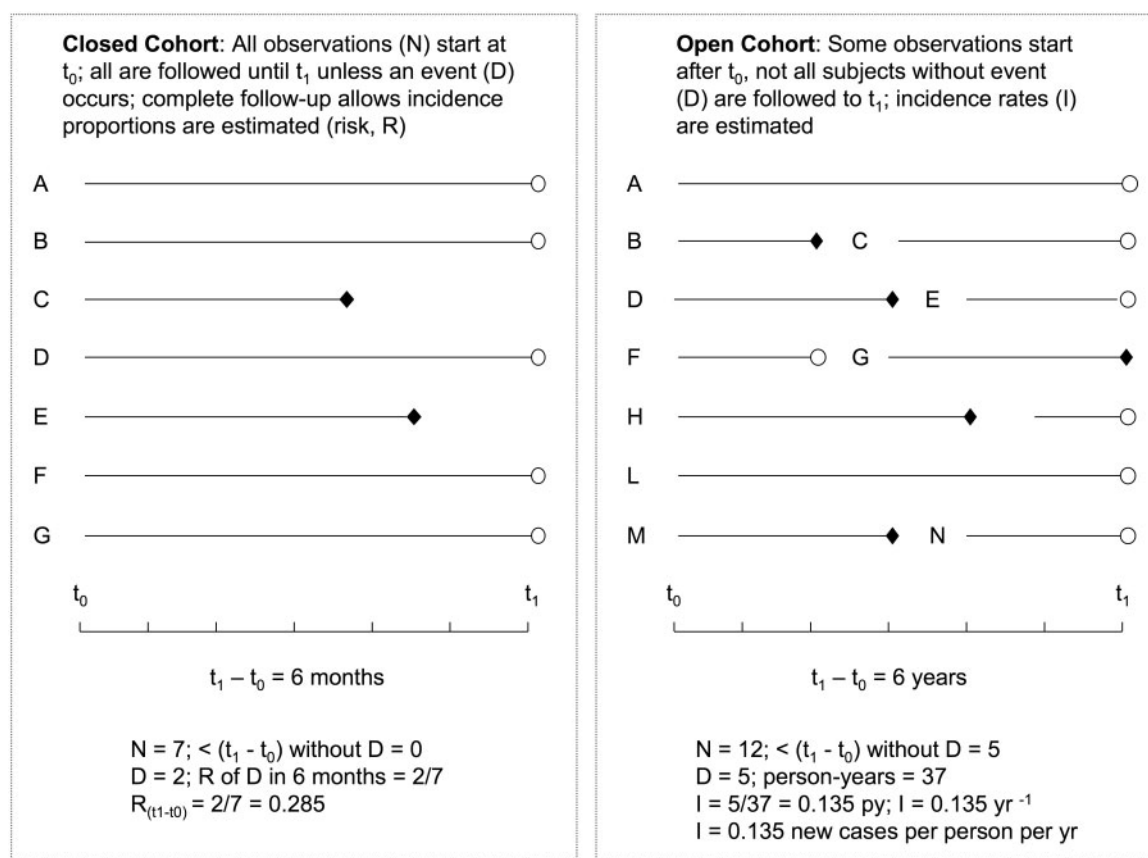 Closed Cohort: All observations (N) start at
t0; all are followed until t1 unless an event (D)
occurs; complete follow-up allows incidence
proportions are estimated (risk, R)
A
B
C
D
E
F
G
t0 t1
t1 – t0 = 6 months
N = 7; < (t1 - t0) without D = 0
D = 2; R of D in 6 months = 2/7
R(t1-t0) = 2/7 = 0.285
Open Cohort: Some observations start
after t0, not all subjects without event
(D) are followed to t1; incidence rates (I)
are estimated
A
B C
D E
F G
H
L
M N
t0 t1
t1 – t0 = 6 years
N = 12; < (t1 - t0) without D = 5
D = 5; person-years = 37
I = 5/37 = 0.135 py; I = 0.135 yr -1
I = 0.135 new cases per person per yr